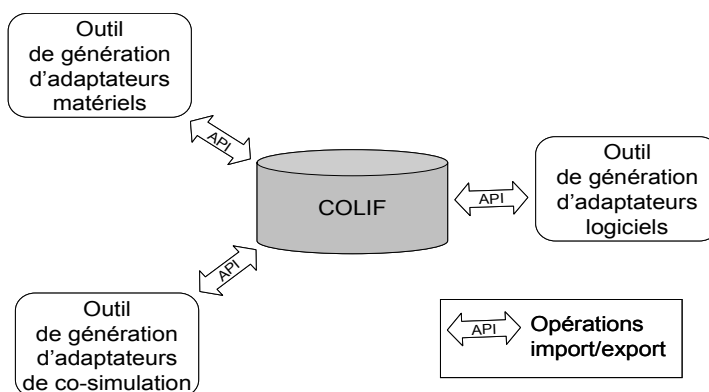 Outil
de génération
d'adaptateurs
matériels
API
COLIF
API
Outil
de génération
d'adaptateurs
logiciels
API
Outil
de génération
d'adaptateurs
de co-simulation
API
Opérations
import/export